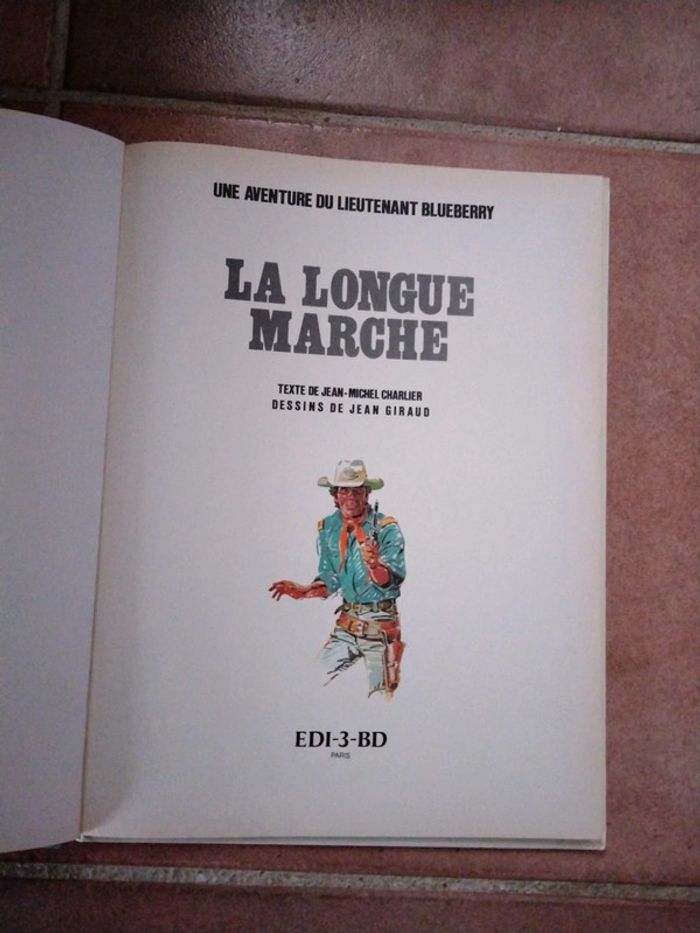 UNE AVENTURE DU LIEUTENANT BLUEBERRY
LA LONGUE
MARCHE
TEXTE DE JEAN-MICHEL CHARLIER
DESSINS DE JEAN GIRAUD
EDI-3-BD
PARIS